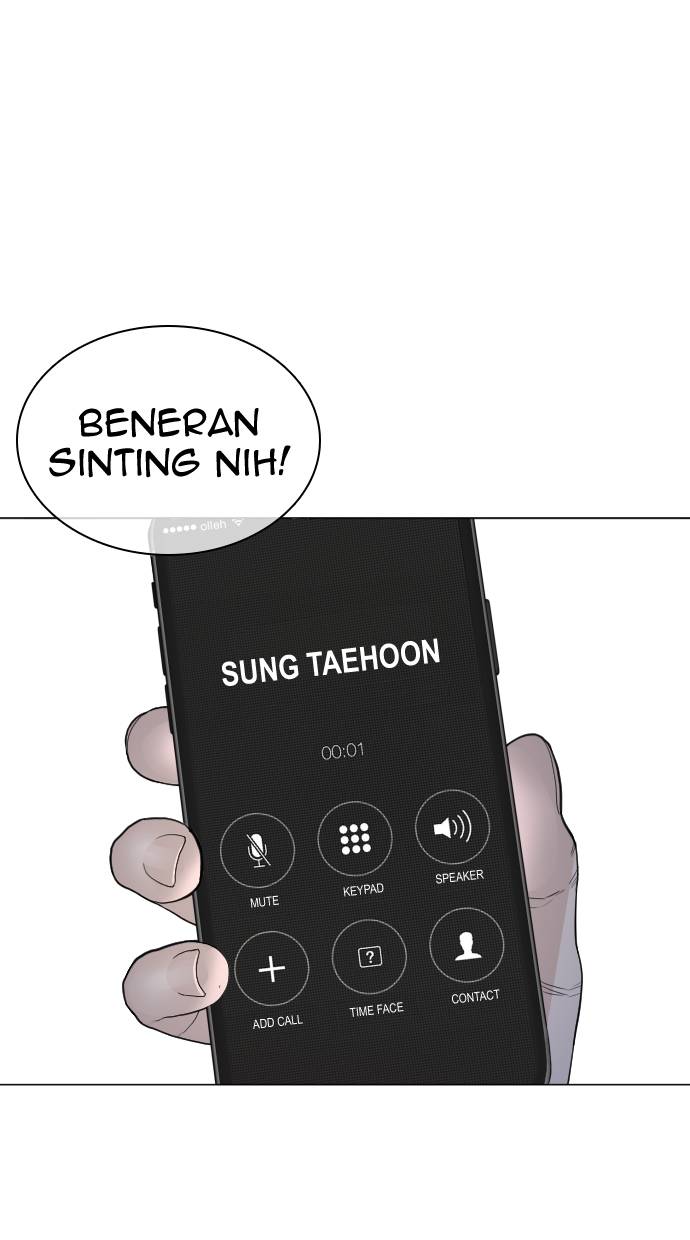 BENERAN
SINTING NIH!
olleh
SUNG TAEHOON
00:01
MUTE
KEYPAD
SPEAKER
?
ADD CALL
TIME FACE
CONTACT